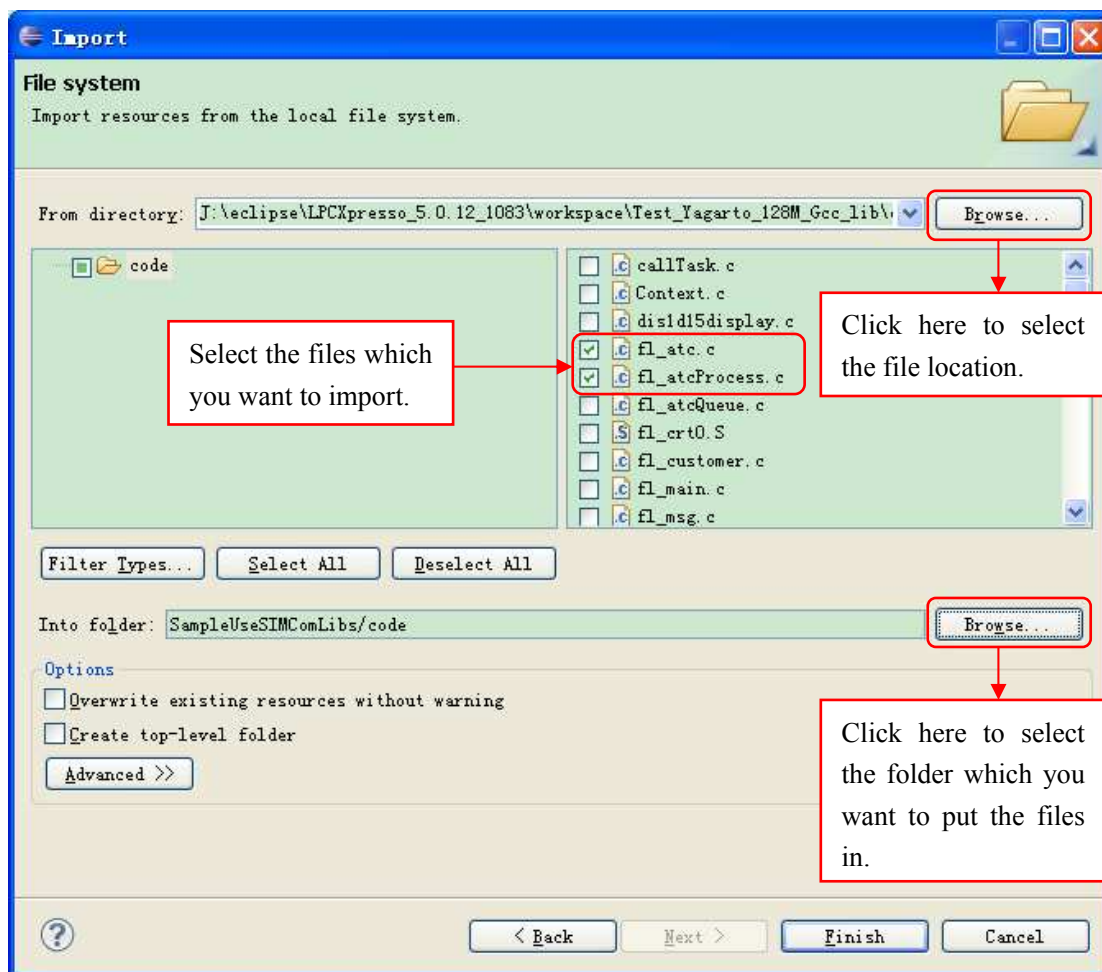 Import
File system
Import resources from the local file system.
From directory: J:\eclipse\LPCXpresso_5.0.12_1083\workspace\Test_Yagarto_128M_Gcc_lib\
Browse...
code
callTask.c
Context.c
dis1d15display.c
fl_atc.c
fl_atcProcess.c
fl_atcQueue.c
fl_crt0.S
fl_customer.c
fl_main.c
fl_msg.c
Select the files which
you want to import.
Click here to select
the file location.
Filter Types...
Select All
Deselect All
Into folder: SampleUseSIMComLibs/code
Browse...
Options
Overwrite existing resources without warning
Create top-level folder
Advanced >>
Click here to select
the folder which you
want to put the files
in.
?
< Back
Next >
Finish
Cancel